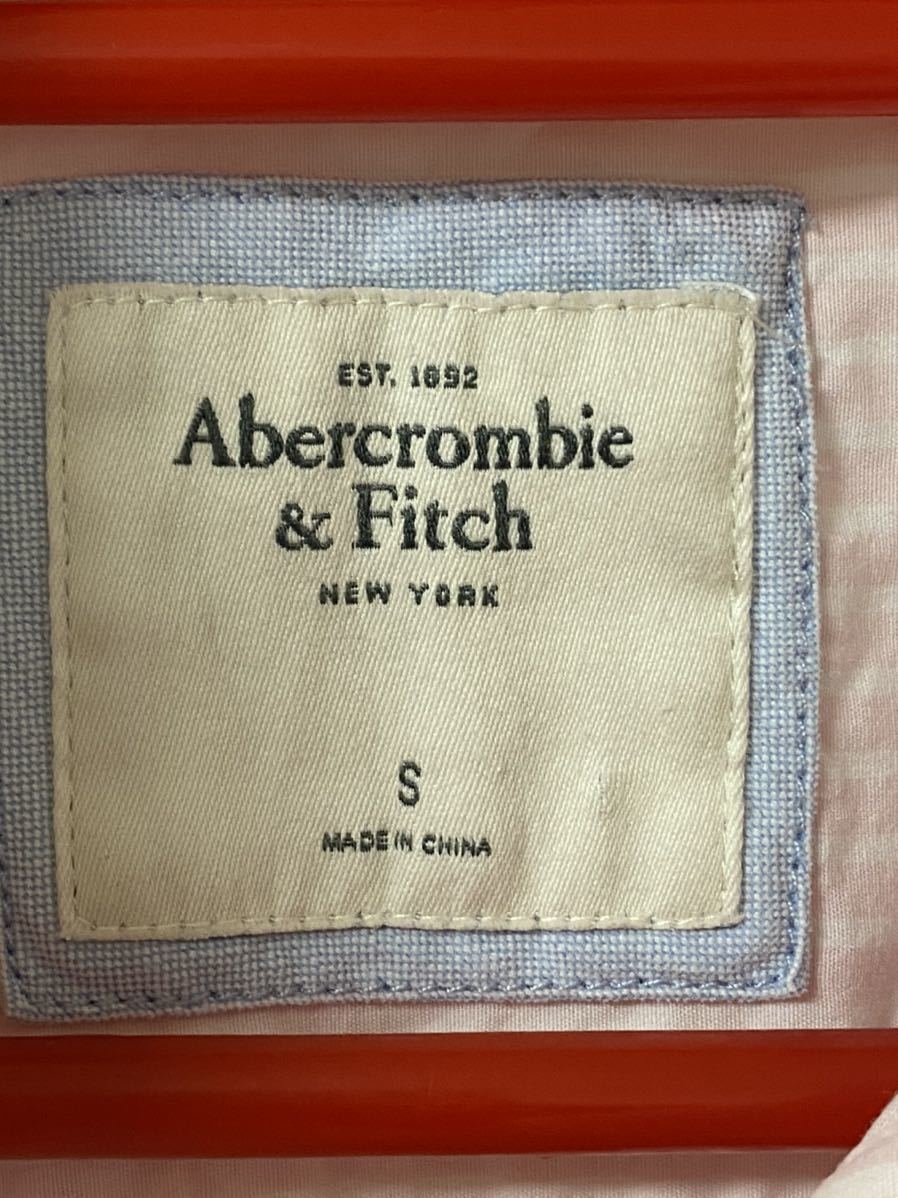 EST. 1892
Abercrombie
& Fitch
NEW YORK
S
MADE IN CHINA